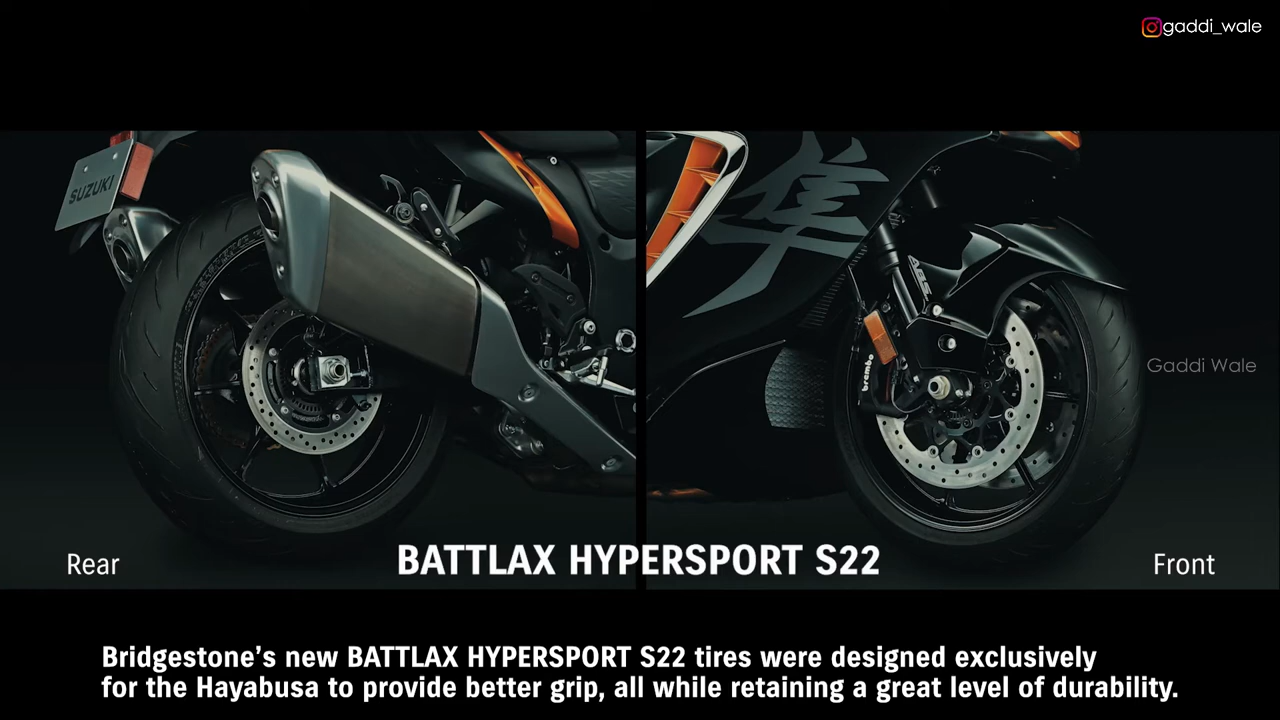 gaddi_wale
SUZUKI
隼
ABS
brembo
Gaddi Wale
Rear
BATTLAX HYPERSPORT S22
Front
Bridgestone's new BATTLAX HYPERSPORT S22 tires were designed exclusively
for the Hayabusa to provide better grip, all while retaining a great level of durability.